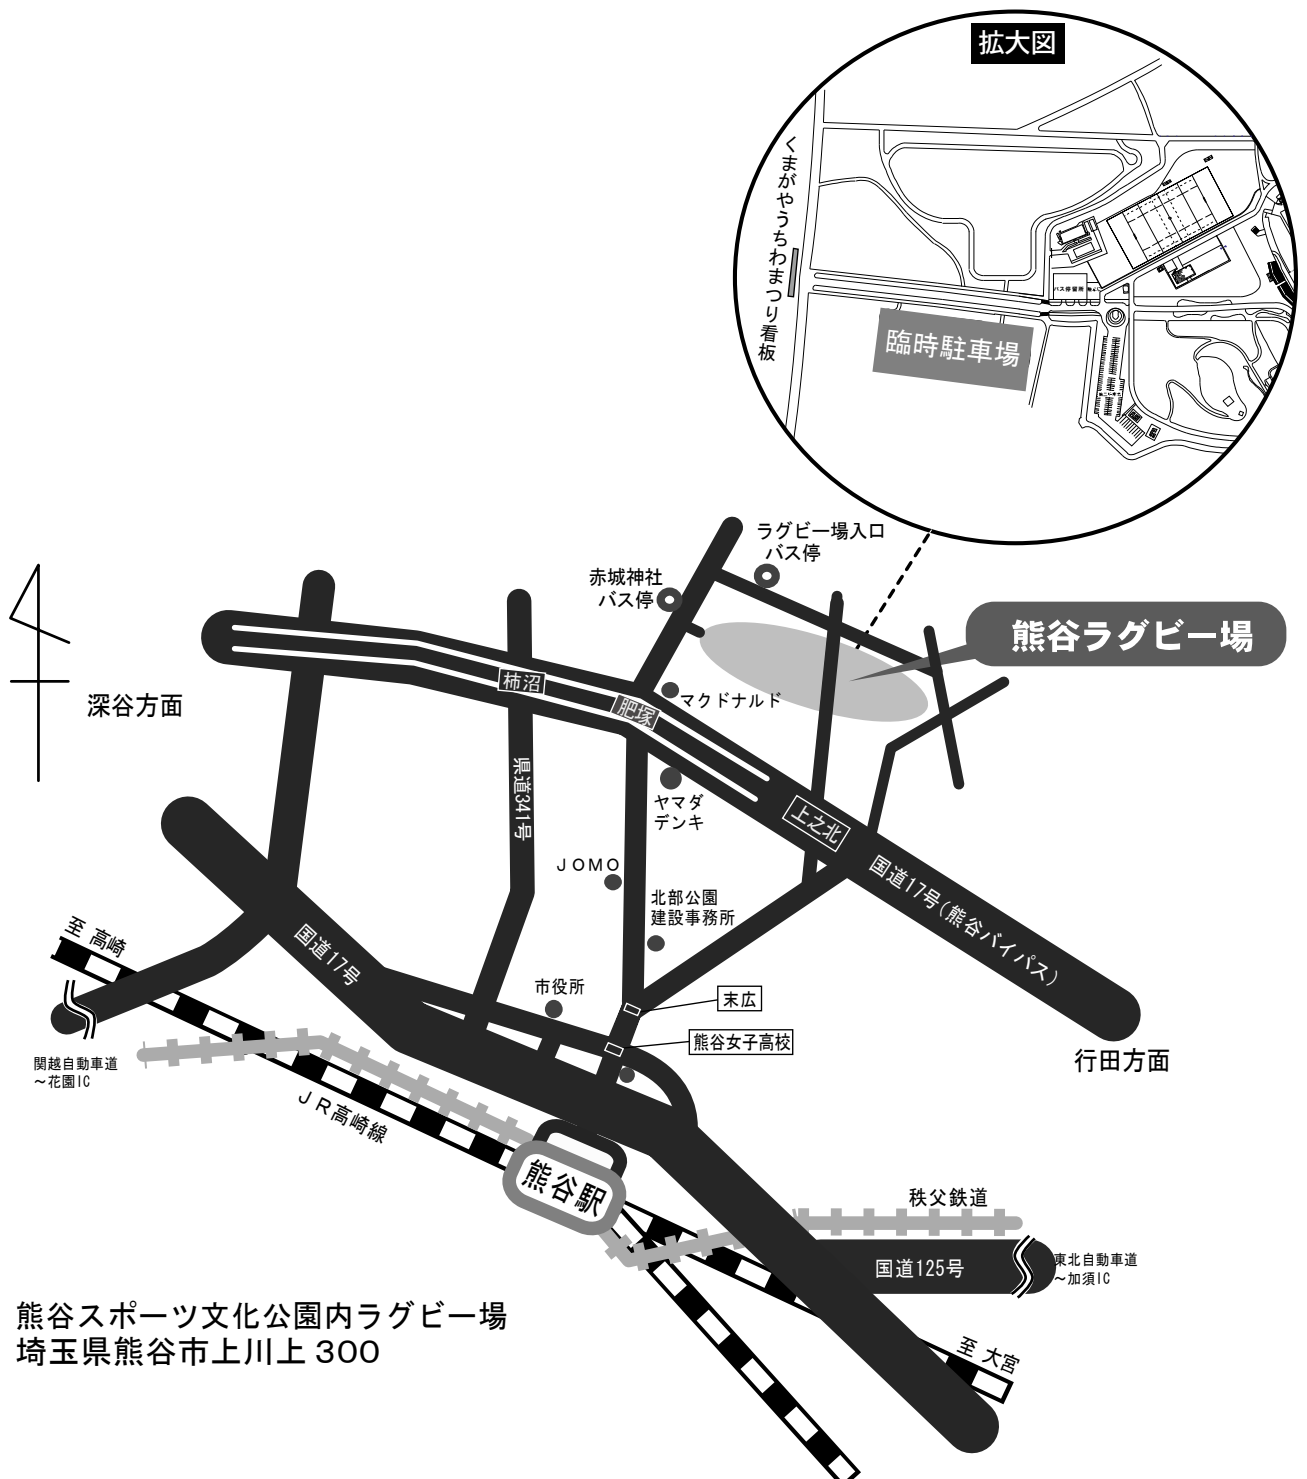 拡大図
くまがやうちわまつり看板
バス停留所
臨時駐車場
ラグビー場入口
バス停
赤城神社
バス停
熊谷ラグビー場
柿沼
肥塚
マクドナルド
深谷方面
県道341号
ヤマダ
デンキ
上之北
JOMO
国道17号(熊谷バイパス)
北部公園
建設事務所
至 高崎
国道17号
市役所
末広
熊谷女子高校
行田方面
関越自動車道
～花園IC
JR高崎線
熊谷駅
秩父鉄道
国道125号
東北自動車道
～加須IC
熊谷スポーツ文化公園内ラグビー場
埼玉県熊谷市上川上 300
至 大宮